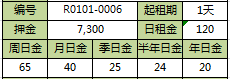 编号 R0101-0006 起租期 1天
押金 7,300 日租金 120
周日金 月日金 季日金 半年日金 年日金
65 40 25 24 20